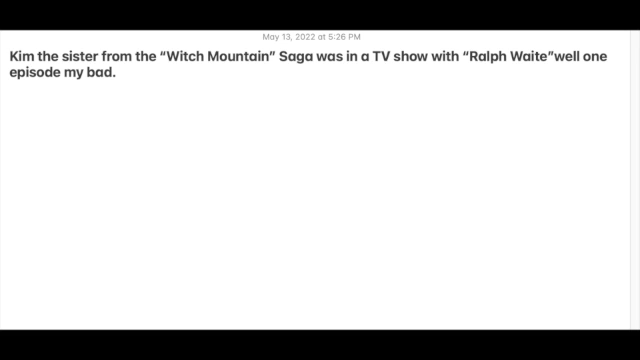 May 13, 2022 at 5:26 PM
Kim the sister from the “Witch Mountain” Saga was in a TV show with “Ralph Waite”well one
episode my bad.